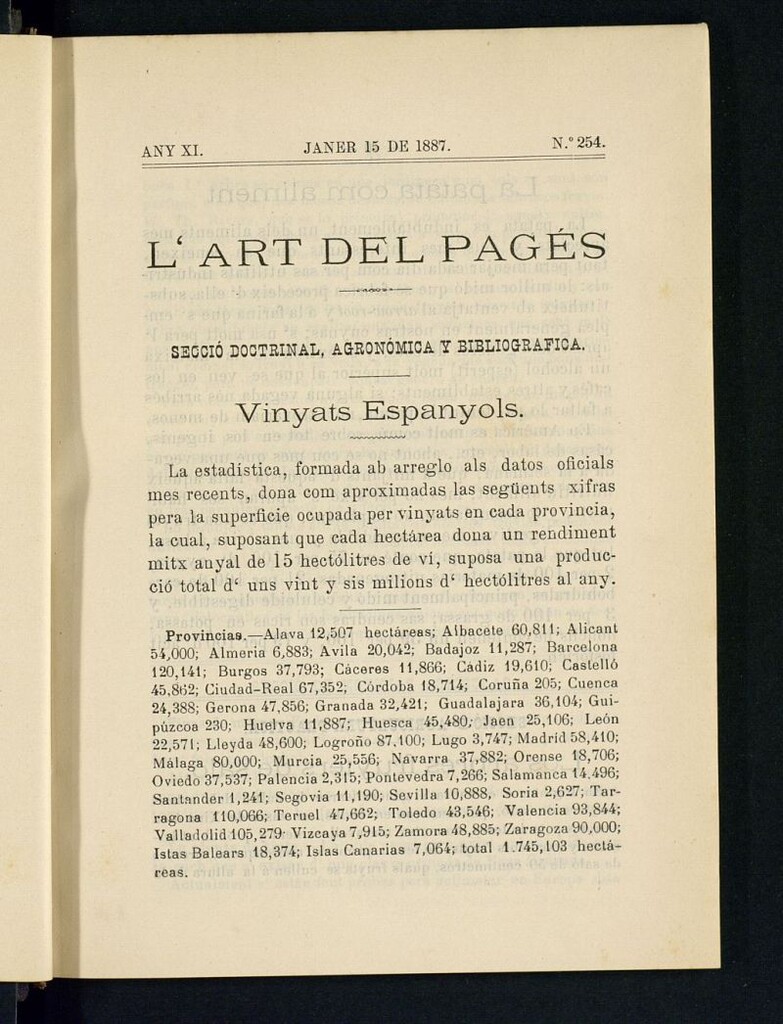 ANY XI. JANER 15 DE 1887. N.º 254.
L‘ ART DEL PAGÉS
SECCIÓ DOCTRINAL, AGRONÓMICA Y BIBLIOGRAFICA.
Vinyats Espanyols.
La estadística, formada ab arreglo als datos oficials
mes recents, dona com aproximadas las següents xifras
pera la superficie ocupada per vinyats en cada provincia,
la cual, suposant que cada hectárea dona un rendiment
mitx anyal de 15 hectólitres de ví, suposa una produc-
ció total d‘ uns vint y sis milions d‘ hectólitres al any.
Provincias.—Alava 12,507 hectáreas; Albacete 60,811; Alicant
54,000; Almeria 6,883; Avila 20,042; Badajoz 11,287; Barcelona
120,141; Burgos 37,793; Cáceres 11,866; Cádiz 19,610; Castelló
45,862; Ciudad-Real 67,352; Córdoba 18,714; Coruña 205; Cuenca
24,388; Gerona 47,856; Granada 32,421; Guadalajara 36,104; Gui-
púzcoa 230; Huelva 11,887; Huesca 45,480; Jaen 25,106; León
22,571; Lleyda 48,600; Logroño 87,100; Lugo 3,747; Madrid 58,410;
Málaga 80,000; Murcia 25,556; Navarra 37,882; Orense 18,706;
Oviedo 37,537; Palencia 2,315; Pontevedra 7,266; Salamanca 14,496;
Santander 1,241; Segovia 11,190; Sevilla 10,888. Soria 2,627; Tar-
ragona 110,066; Teruel 47,662; Toledo 43,546; Valencia 93,844;
Valladolid 105,279· Vizcaya 7,915; Zamora 48,885; Zaragoza 90,000;
Istas Balears 18,374; Islas Canarias 7,064; total 1.745,103 hectá-
reas.